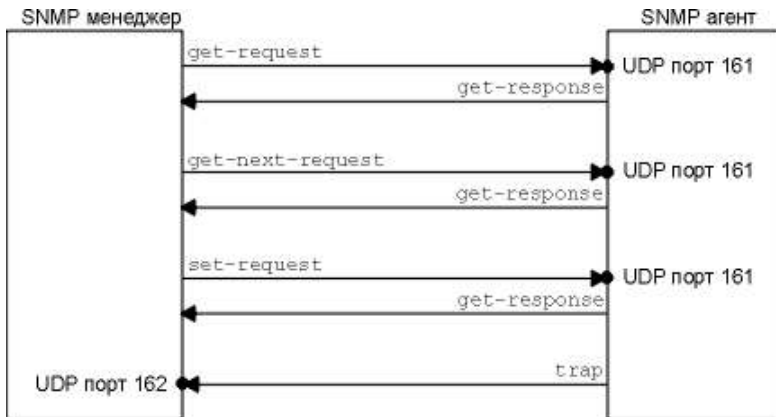 SNMP менеджер
SNMP агент
get-request
UDP порт 161
get-response
get-next-request
UDP порт 161
get-response
set-request
UDP порт 161
get-response
trap
UDP порт 162